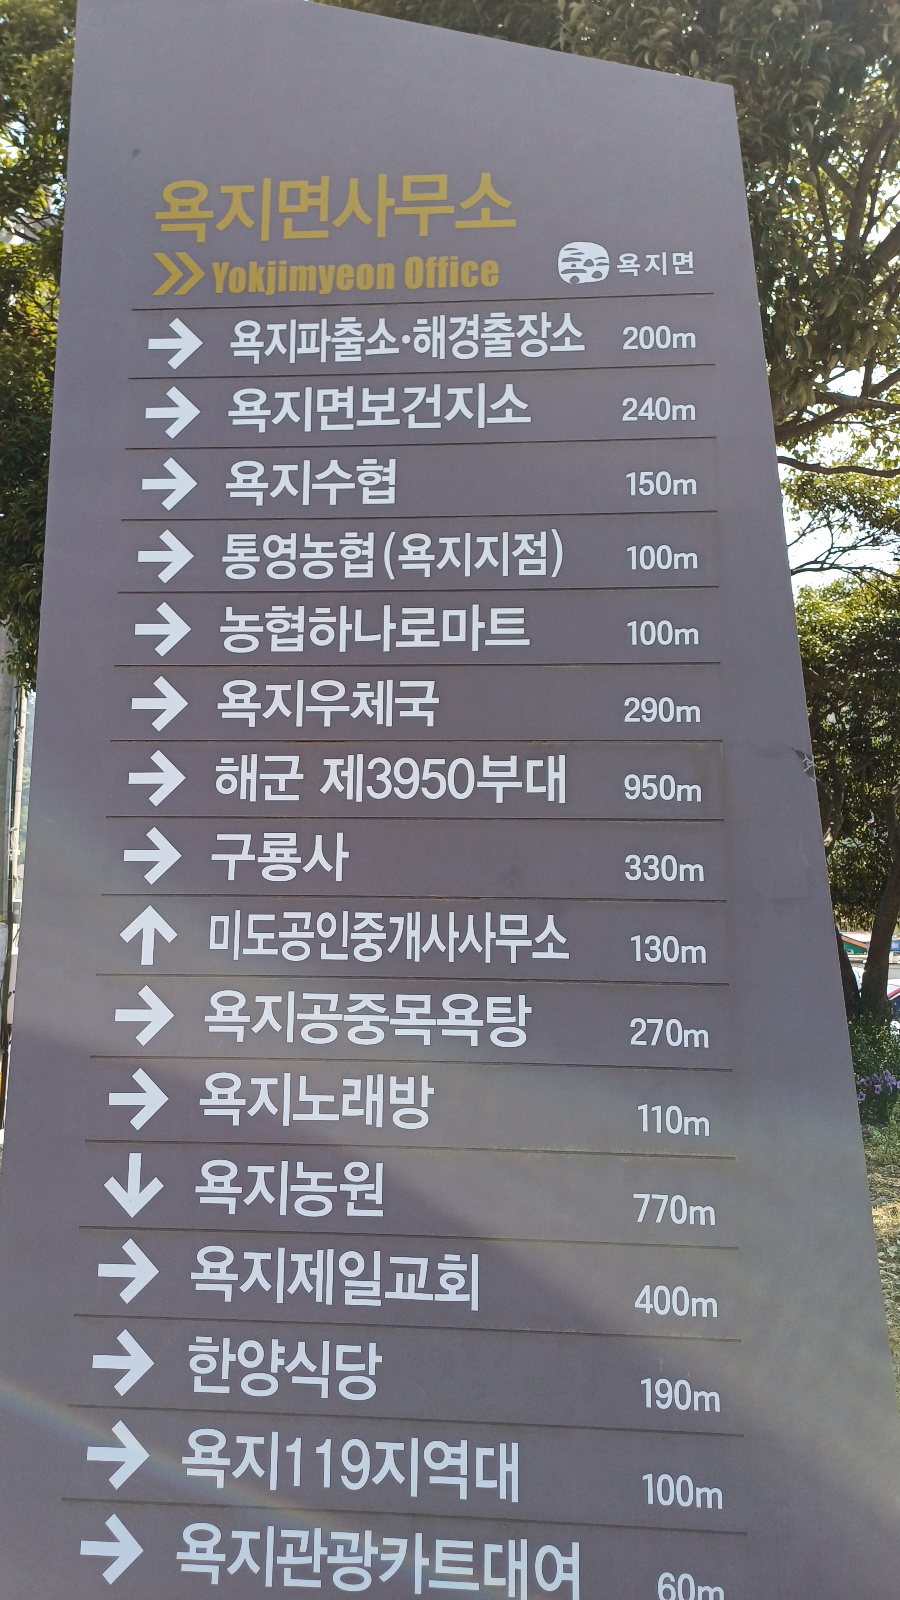 욕지면사무소
Yokjimyeon Office 욕지면
욕지파출소·해경출장소 200m
욕지면보건지소 240m
욕지수협 150m
통영농협(욕지지점) 100m
농협하나로마트 100m
욕지우체국 290m
해군 제3950부대 950m
구룡사 330m
미도공인중개사사무소 130m
욕지공중목욕탕 270m
욕지노래방 110m
욕지농원 770m
욕지제일교회 400m
한양식당 190m
욕지119지역대 100m
욕지관광카트대여 60m